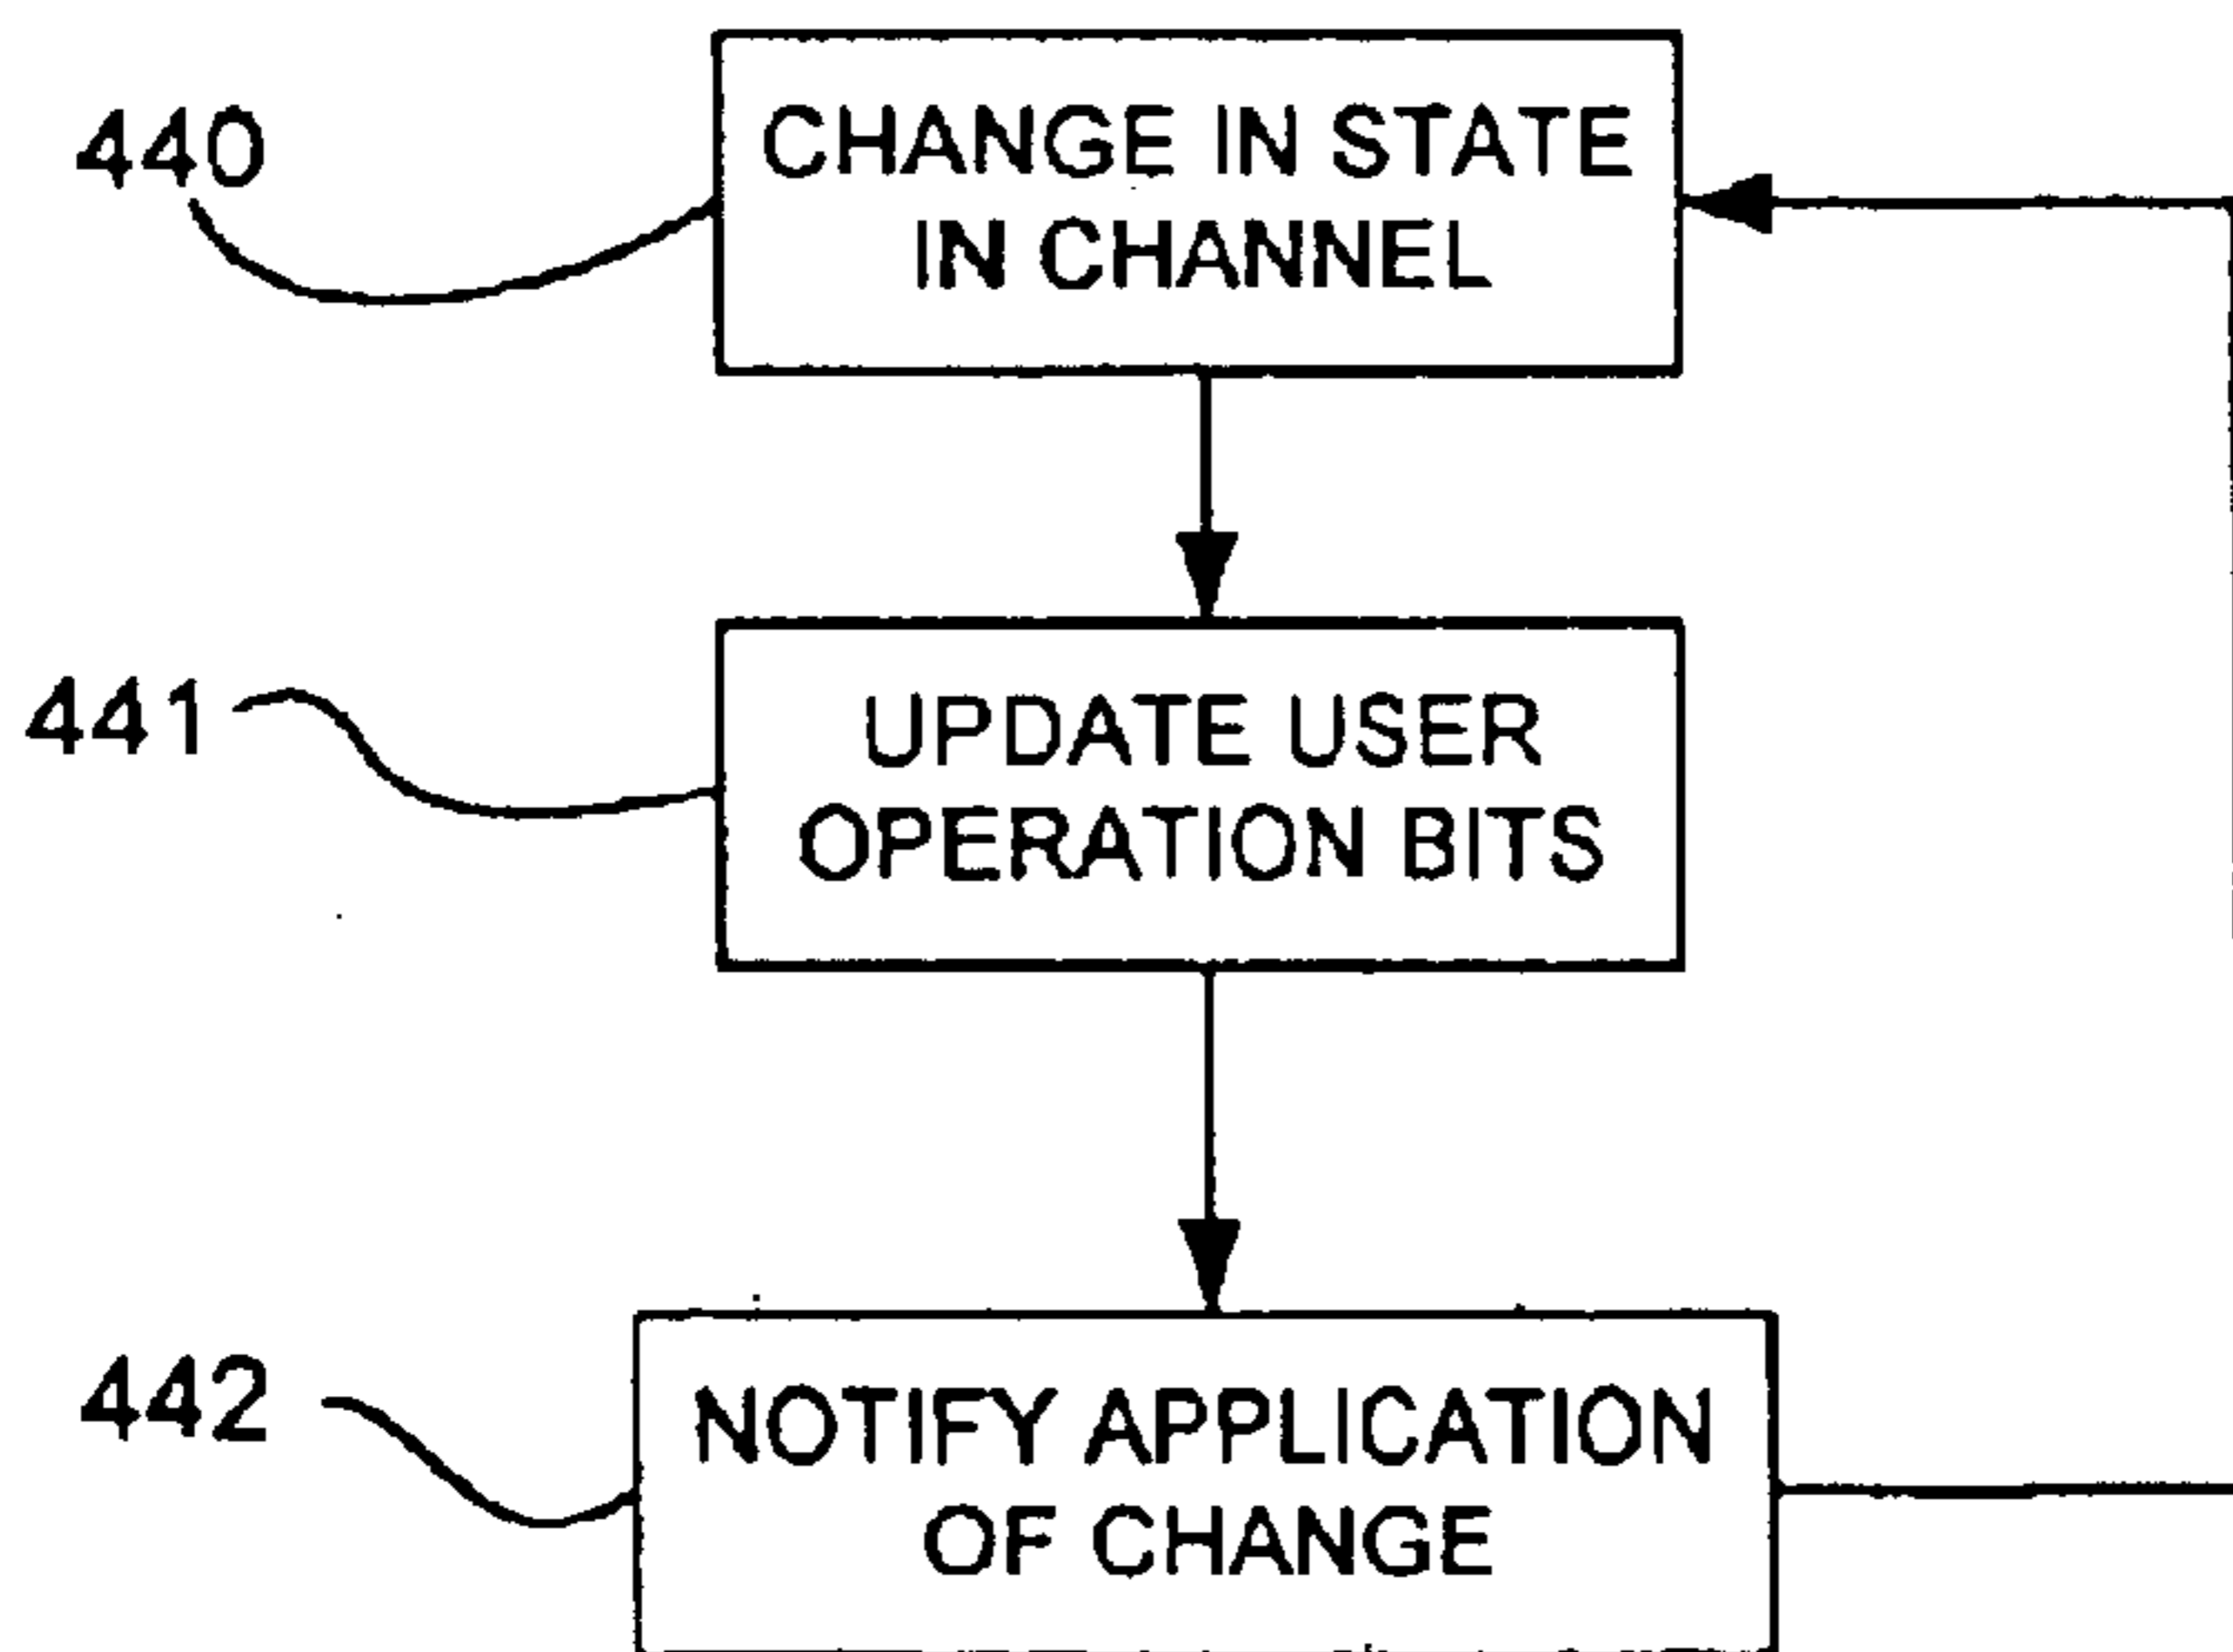 440
CHANGE IN STATE
IN CHANNEL
441
UPDATE USER
OPERATION BITS
442
NOTIFY APPLICATION
OF CHANGE